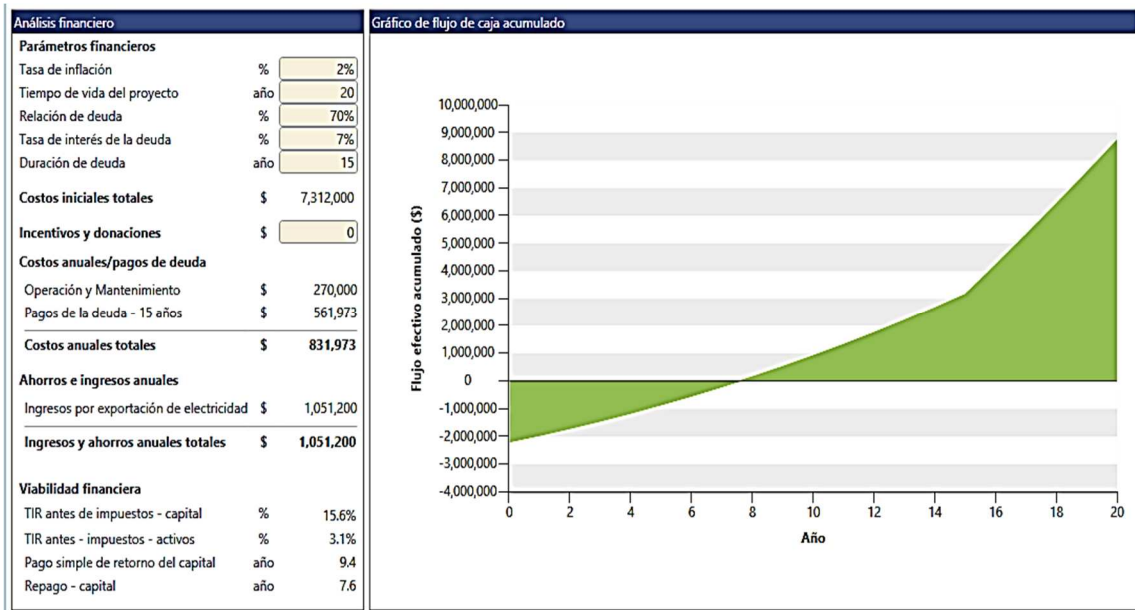 Análisis financiero
Parámetros financieros
Tasa de inflación % 2%
Tiempo de vida del proyecto año 20
Relación de deuda % 70%
Tasa de interés de la deuda % 7%
Duración de deuda año 15
Costos iniciales totales $ 7,312,000
Incentivos y donaciones $ 0
Costos anuales/pagos de deuda
Operación y Mantenimiento $ 270,000
Pagos de la deuda - 15 años $ 561,973
Costos anuales totales $ 831,973
Ahorros e ingresos anuales
Ingresos por exportación de electricidad $ 1,051,200
Ingresos y ahorros anuales totales $ 1,051,200
Viabilidad financiera
TIR antes de impuestos - capital % 15.6%
TIR antes - impuestos - activos % 3.1%
Pago simple de retorno del capital año 9.4
Repago - capital año 7.6
Gráfico de flujo de caja acumulado
Flujo efectivo acumulado ($)
10,000,000
9,000,000
8,000,000
7,000,000
6,000,000
5,000,000
4,000,000
3,000,000
2,000,000
1,000,000
0
-1,000,000
-2,000,000
-3,000,000
-4,000,000
0 2 4 6 8 10 12 14 16 18 20
Año